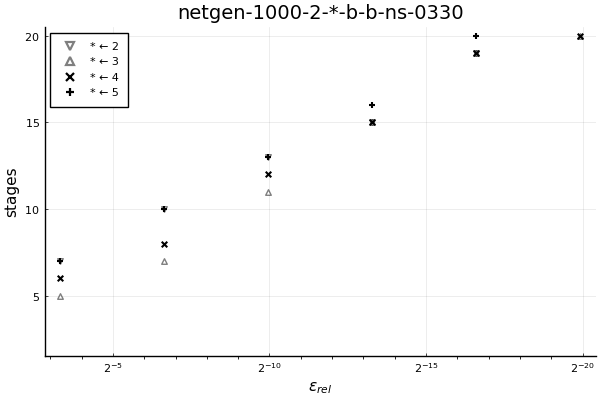 netgen-1000-2-*-b-b-ns-0330
* ← 2
* ← 3
* ← 4
* ← 5
20
15
10
5
stages
2⁻⁵
2⁻¹⁰
2⁻¹⁵
2⁻²⁰
ε_rel